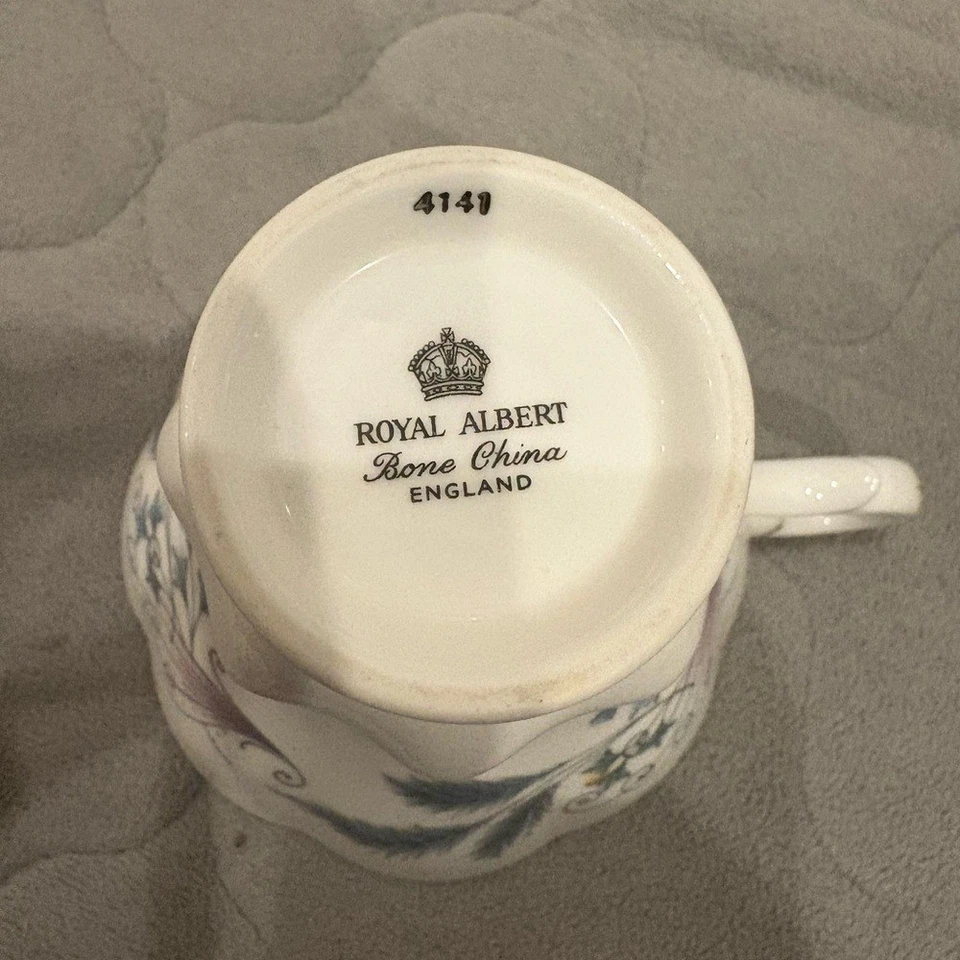 4141
ROYAL ALBERT
Bone China
ENGLAND